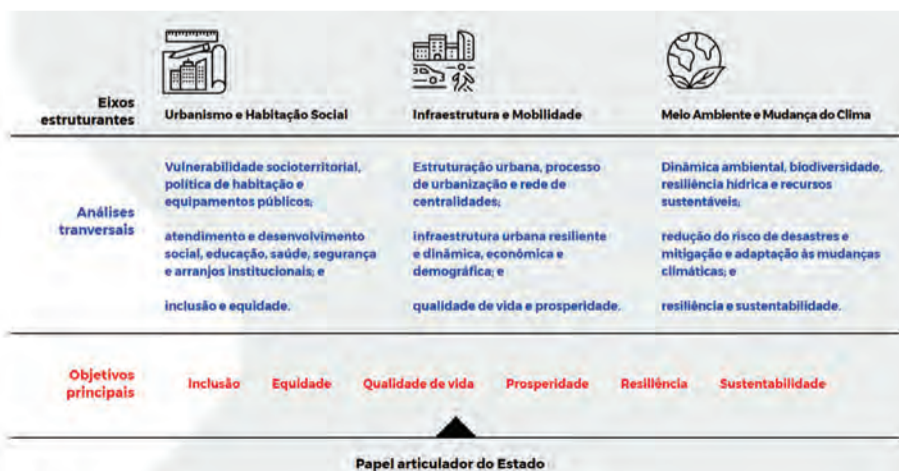 Eixos
estruturantes
Urbanismo e Habitação Social
Infraestrutura e Mobilidade
Meio Ambiente e Mudança do Clima
Análises
tranversais
Vulnerabilidade socioterritorial,
política de habitação e
equipamentos públicos;
atendimento e desenvolvimento
social, educação, saúde, segurança
e arranjos institucionais; e
inclusão e equidade.
Estruturação urbana, processo
de urbanização e rede de
centralidades;
infraestrutura urbana resiliente
e dinâmica, econômica e
demográfica; e
qualidade de vida e prosperidade.
Dinâmica ambiental, biodiversidade,
resiliência hídrica e recursos
sustentáveis;
redução do risco de desastres e
mitigação e adaptação às mudanças
climáticas; e
resiliência e sustentabilidade.
Objetivos
principais
Inclusão Equidade Qualidade de vida Prosperidade Resiliência Sustentabilidade
Papel articulador do Estado